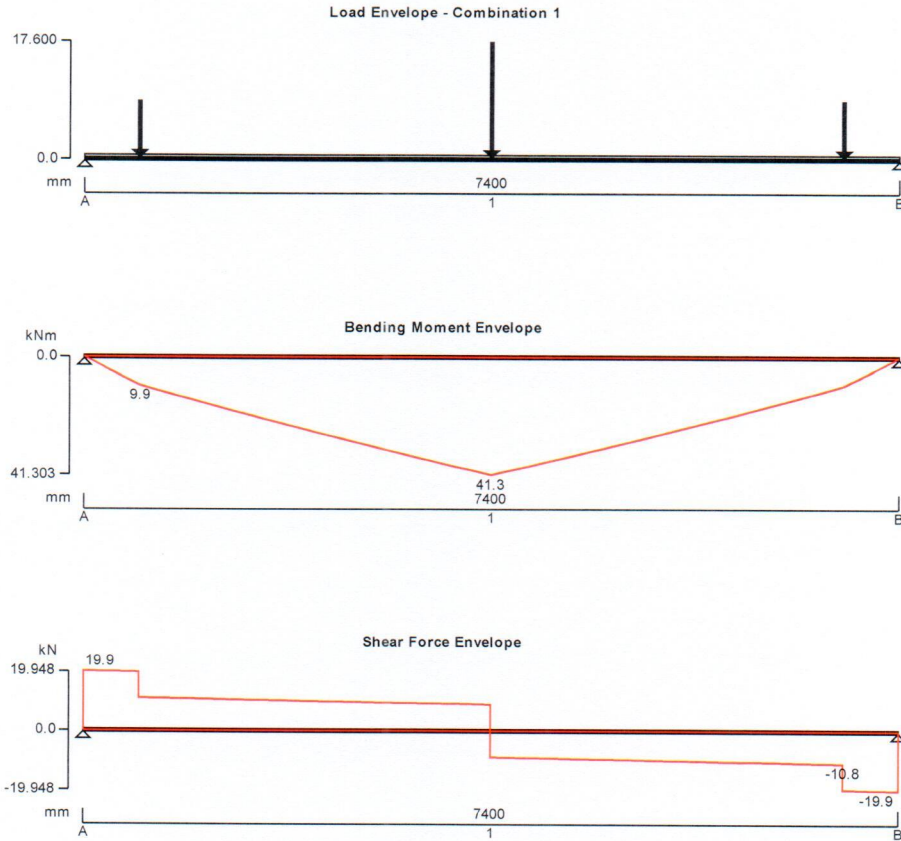 Load Envelope - Combination 1
17.600
0.0
mm
7400
A
1
B
Bending Moment Envelope
kNm
0.0
9.9
41.303
41.3
mm
7400
A
1
B
Shear Force Envelope
kN
19.948
19.9
0.0
-10.8
-19.948
-19.9
mm
7400
A
1
B